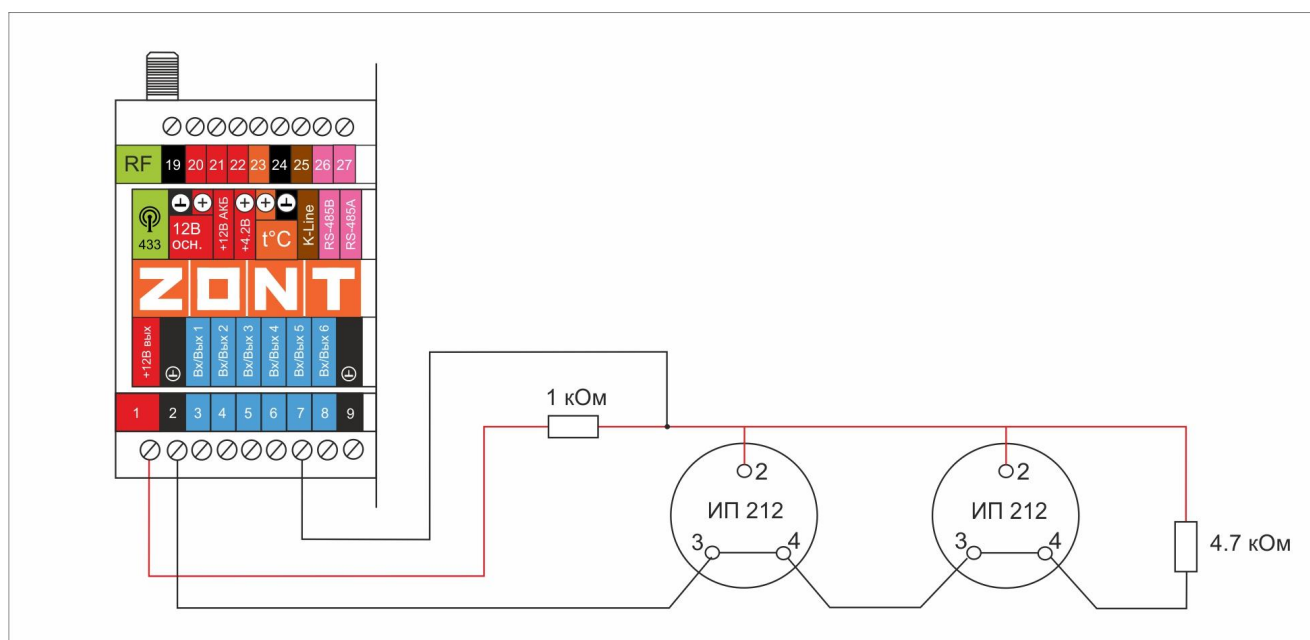 RF 19 20 21 22 23 24 25 26 27
433
12В
осн.
+12В АКБ
+4.2В
t°C
K-Line
RS-485B
RS-485A
ZONT
+12В вых
Вх/Вых 1
Вх/Вых 2
Вх/Вых 3
Вх/Вых 4
Вх/Вых 5
Вх/Вых 6
1 2 3 4 5 6 7 8 9
1 кОм
2
ИП 212
3 4
2
ИП 212
3 4
4.7 кОм